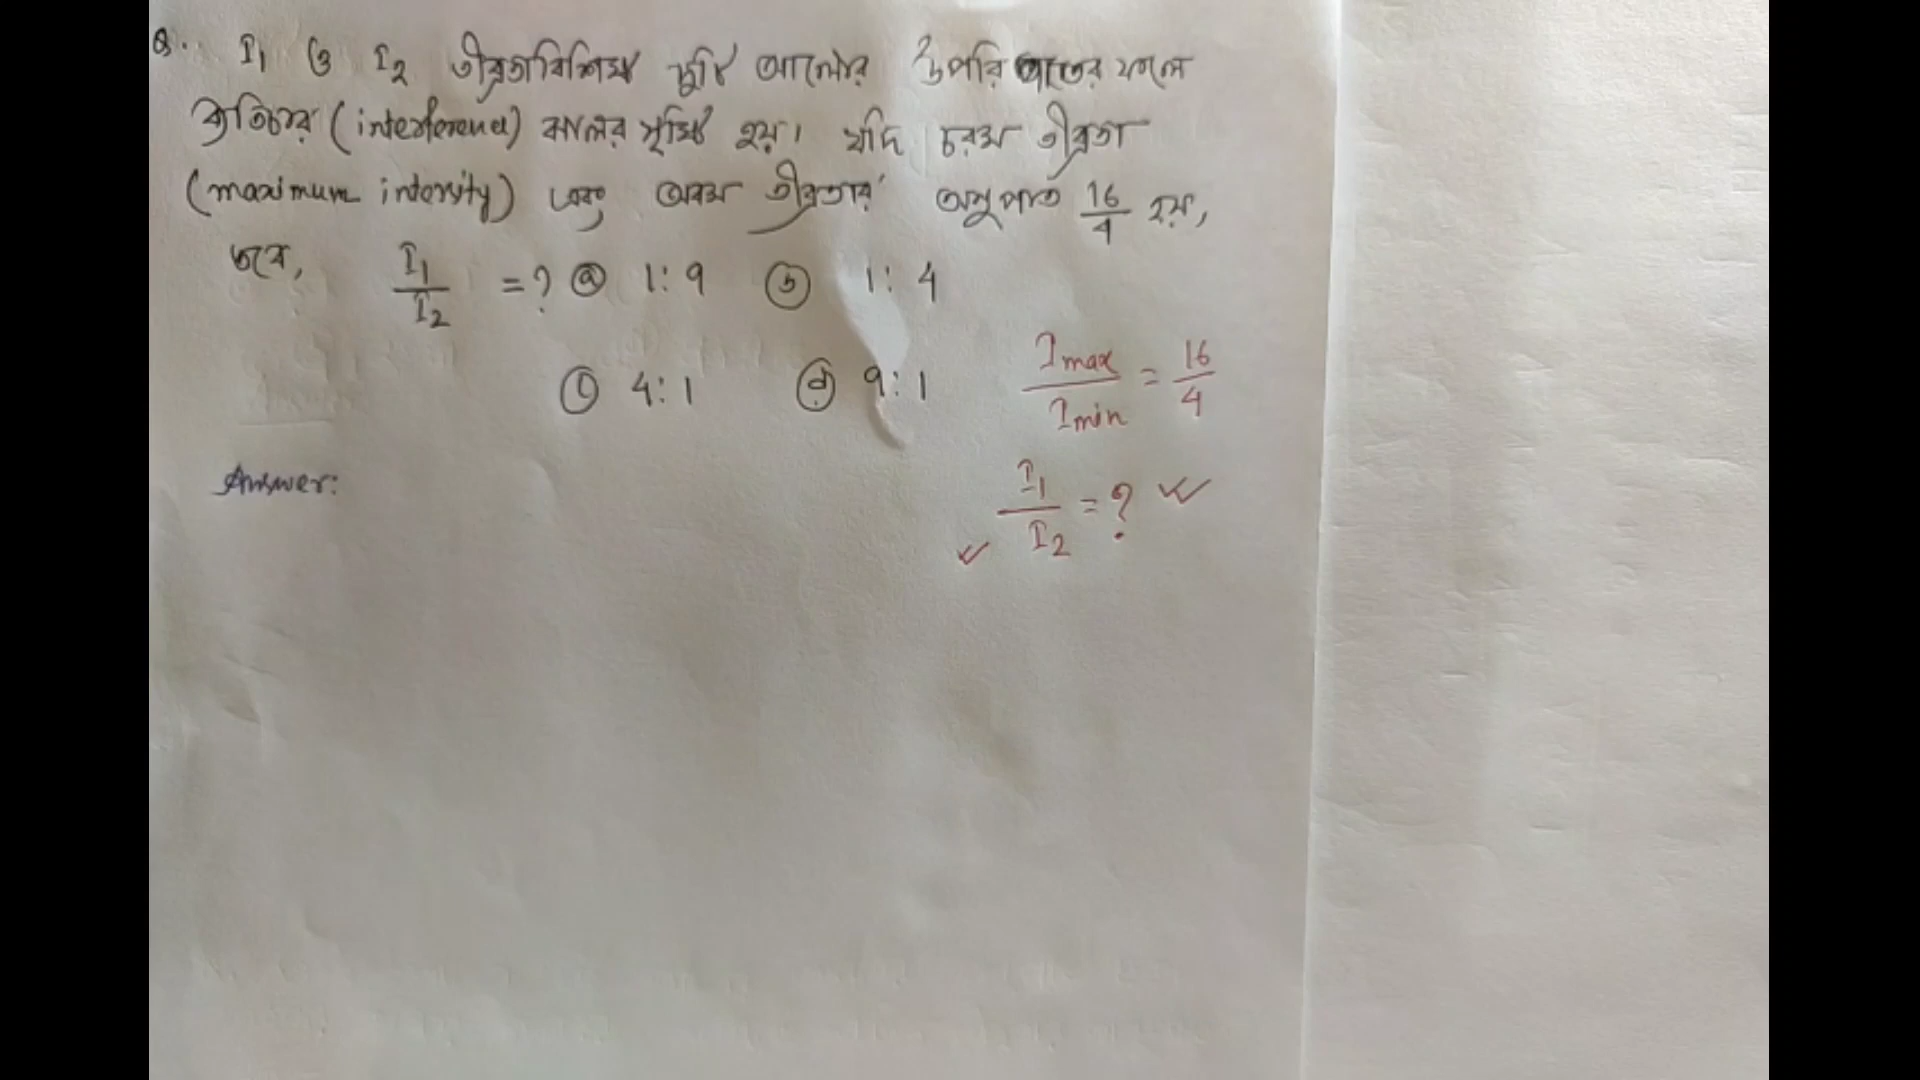 Q. I₁ ও I₂ তীব্রতাবিশিষ্ট দুটি আলোর উপরিপাতের ফলে
ব্যতিচার (interference) ঝালর সৃষ্টি হয়। যদি চরম তীব্রতা
(maximum intensity) এবং অবম তীব্রতার অনুপাত 16/4 হয়,
তবে, I₁/I₂ = ? ⓐ 1:9 ⓑ 1:4
ⓒ 4:1 ⓓ 9:1
Imax/Imin = 16/4
Answer:
I₁/I₂ = ?